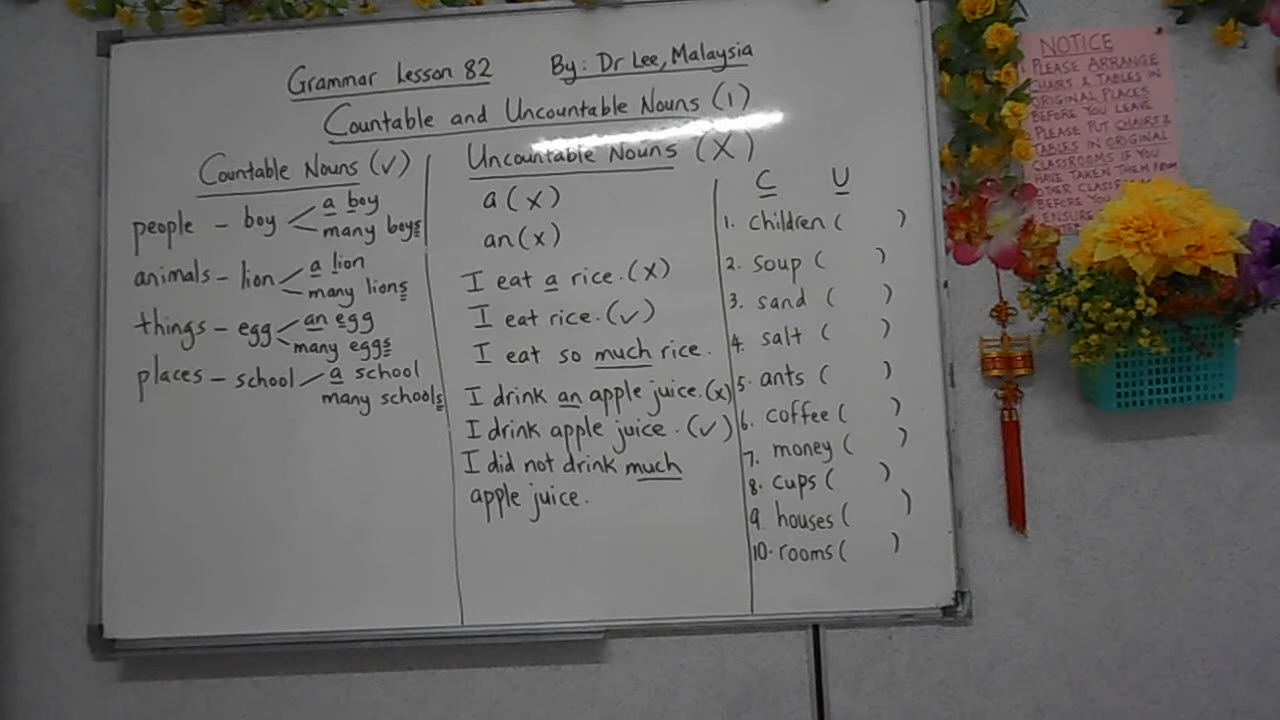 Grammar Lesson 82 By: Dr Lee, Malaysia
Countable and Uncountable Nouns (1)
Countable Nouns (√)
people - boy
a boy
many boys
animals - lion
a lion
many lions
things - egg
an egg
many eggs
places - school
a school
many schools
Uncountable Nouns (X)
a (x)
an (x)
I eat a rice. (x)
I eat rice. (√)
I eat so much rice.
I drink an apple juice. (x)
I drink apple juice. (√)
I did not drink much
apple juice.
C U
1. children ( )
2. soup ( )
3. sand ( )
4. salt ( )
5. ants ( )
6. coffee ( )
7. money ( )
8. cups ( )
9. houses ( )
10. rooms ( )
NOTICE
PLEASE ARRANGE
CHAIRS & TABLES IN
ORIGINAL PLACES
BEFORE YOU LEAVE
PLEASE PUT CHAIRS &
TABLES IN ORIGINAL
CLASSROOMS IF YOU
HAVE TAKEN THEM FROM
OTHER
BEFORE
ENSURE